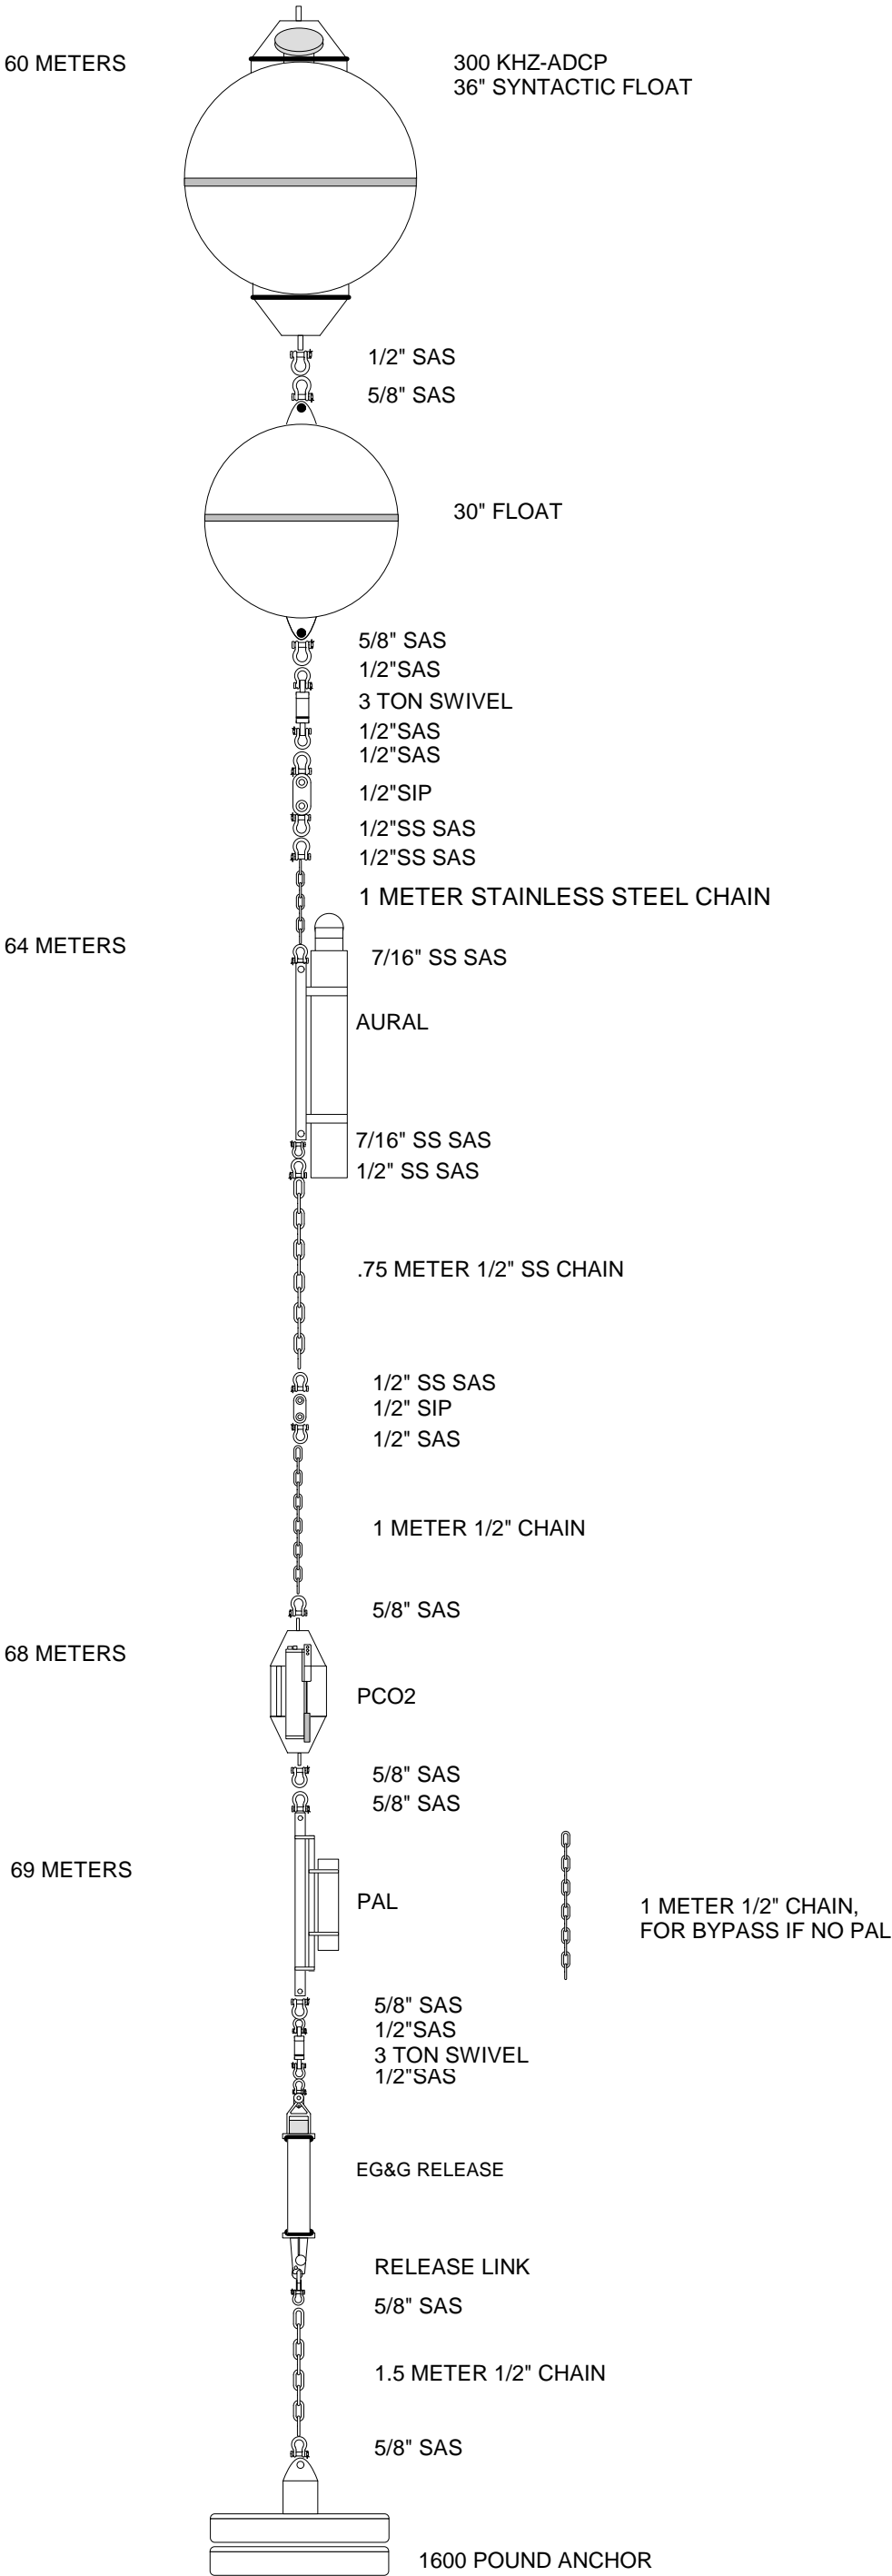 60 METERS
300 KHZ-ADCP
36" SYNTACTIC FLOAT
1/2" SAS
5/8" SAS
30" FLOAT
5/8" SAS
1/2"SAS
3 TON SWIVEL
1/2"SAS
1/2"SAS
1/2"SIP
1/2"SS SAS
1/2"SS SAS
1 METER STAINLESS STEEL CHAIN
64 METERS
7/16" SS SAS
AURAL
7/16" SS SAS
1/2" SS SAS
.75 METER 1/2" SS CHAIN
1/2" SS SAS
1/2" SIP
1/2" SAS
1 METER 1/2" CHAIN
5/8" SAS
68 METERS
PCO2
5/8" SAS
5/8" SAS
69 METERS
PAL
1 METER 1/2" CHAIN,
FOR BYPASS IF NO PAL
5/8" SAS
1/2"SAS
3 TON SWIVEL
1/2"SAS
EG&G RELEASE
RELEASE LINK
5/8" SAS
1.5 METER 1/2" CHAIN
5/8" SAS
1600 POUND ANCHOR